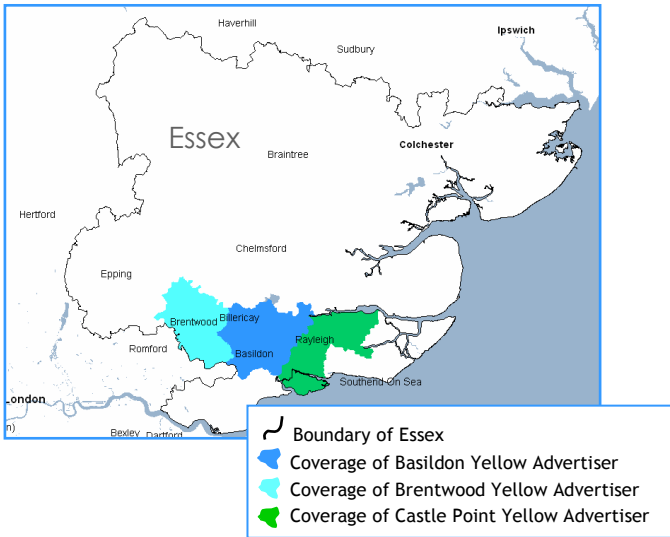 Haverhill
Ipswich
Sudbury
Essex
Colchester
Braintree
Hertford
Chelmsford
Epping
Billericay
Brentwood
Rayleigh
Romford
Basildon
Southend On Sea
London
n)
Bexley Dartford
Boundary of Essex
Coverage of Basildon Yellow Advertiser
Coverage of Brentwood Yellow Advertiser
Coverage of Castle Point Yellow Advertiser